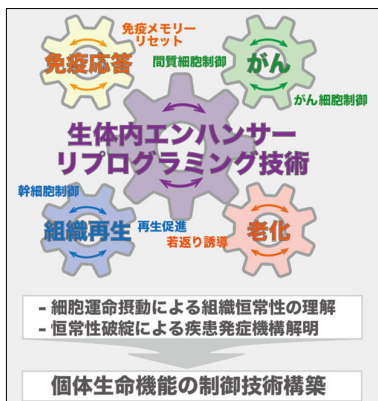 免疫メモリー
リセット
免疫応答
間質細胞制御
がん
がん細胞制御
生体内エンハンサー
リプログラミング技術
幹細胞制御
組織再生
再生促進
若返り誘導
老化
- 細胞運命摂動による組織恒常性の理解
- 恒常性破綻による疾患発症機構解明
個体生命機能の制御技術構築